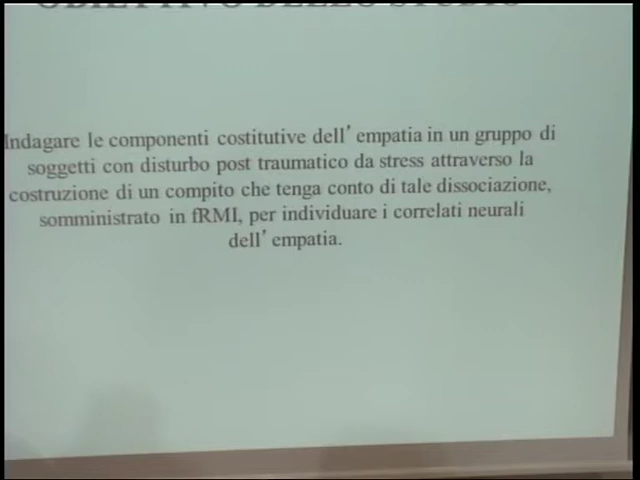 OBIETTIVO DELLO STUDIO
Indagare le componenti costitutive dell' empatia in un gruppo di
soggetti con disturbo post traumatico da stress attraverso la
costruzione di un compito che tenga conto di tale dissociazione,
somministrato in fRMI, per individuare i correlati neurali
dell' empatia.